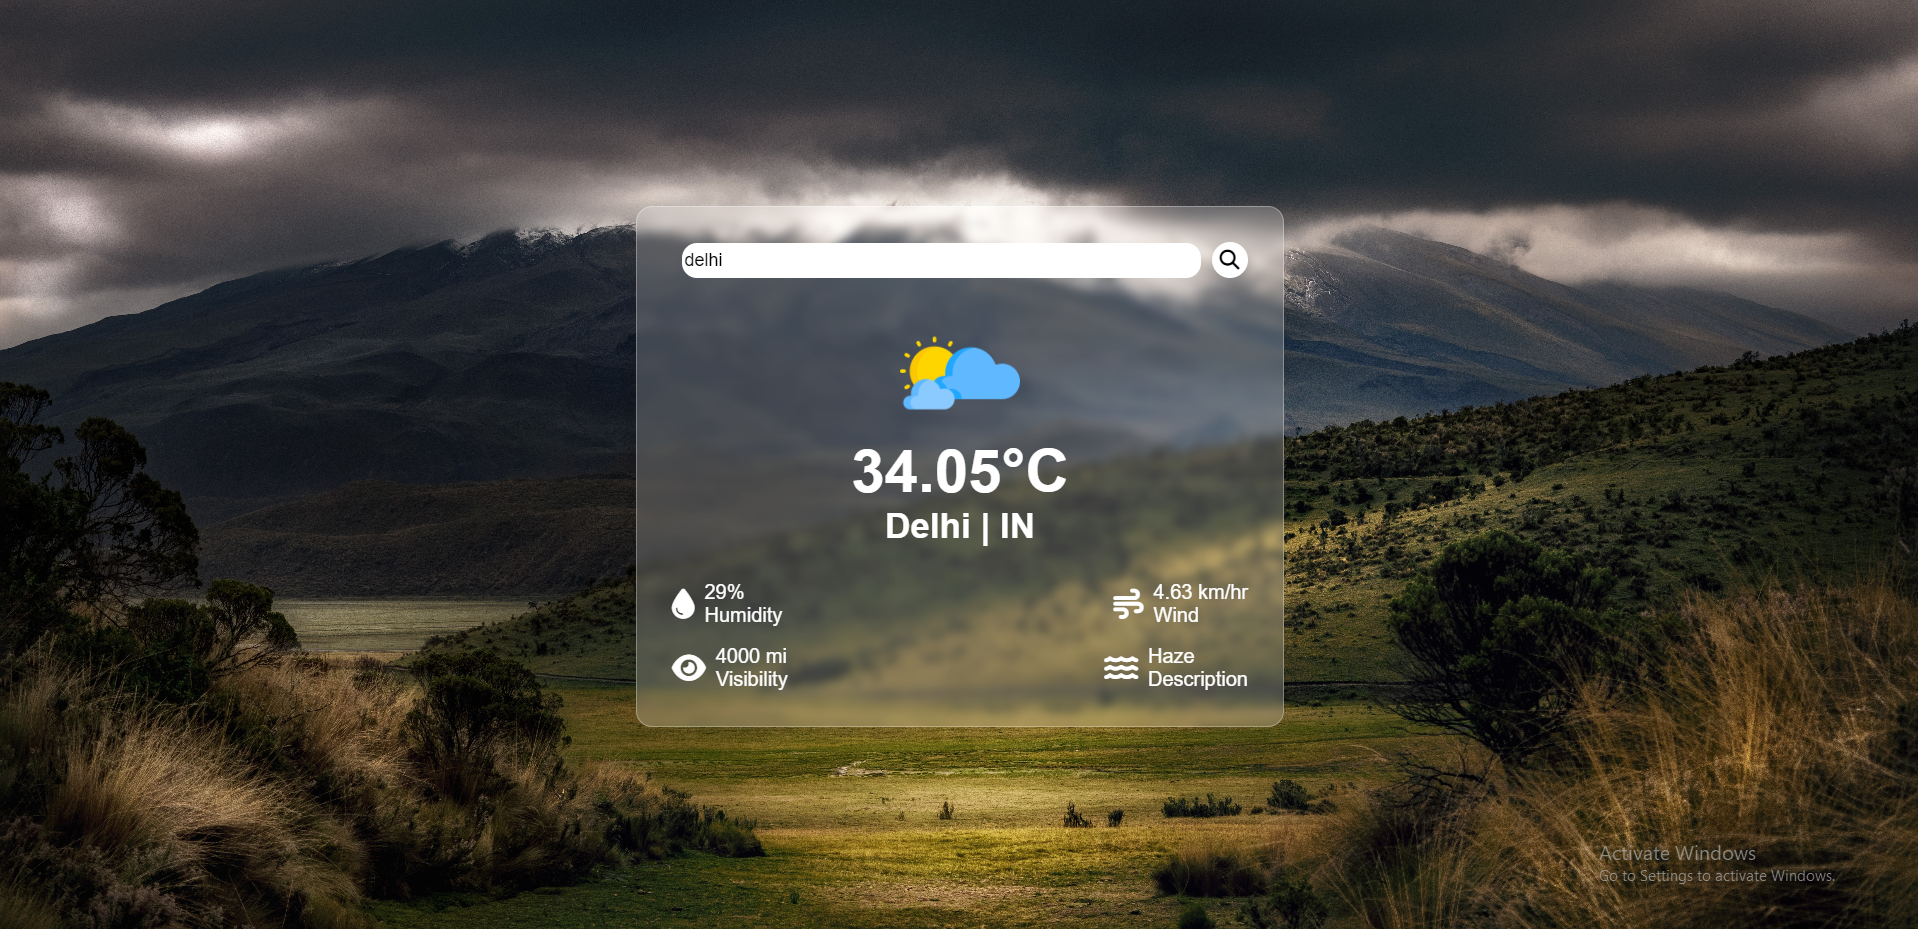 delhi
34.05°C
Delhi | IN
29%
Humidity
4.63 km/hr
Wind
4000 mi
Visibility
Haze
Description
Activate Windows
Go to Settings to activate Windows.